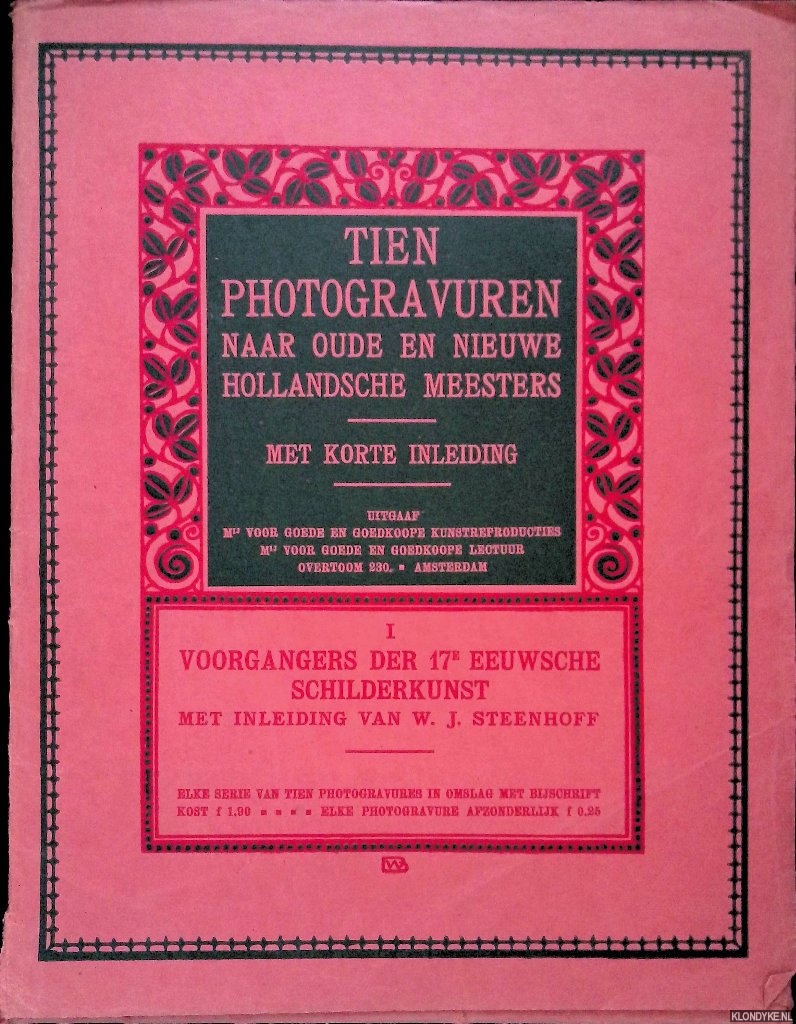 TIEN
PHOTOGRAVUREN
NAAR OUDE EN NIEUWE
HOLLANDSCHE MEESTERS
MET KORTE INLEIDING
UITGAAF
Mij VOOR GOEDE EN GOEDKOOPE KUNSTREPRODUCTIES
Mij VOOR GOEDE EN GOEDKOOPE LECTUUR
OVERTOOM 230. ▪ AMSTERDAM
I
VOORGANGERS DER 17E EEUWSCHE
SCHILDERKUNST
MET INLEIDING VAN W. J. STEENHOFF
ELKE SERIE VAN TIEN PHOTOGRAVURES IN OMSLAG MET BIJSCHRIFT
KOST f 1.90 ▪ ▪ ▪ ▪ ELKE PHOTOGRAVURE AFZONDERLIJK f 0.25
KLONDYKE.NL